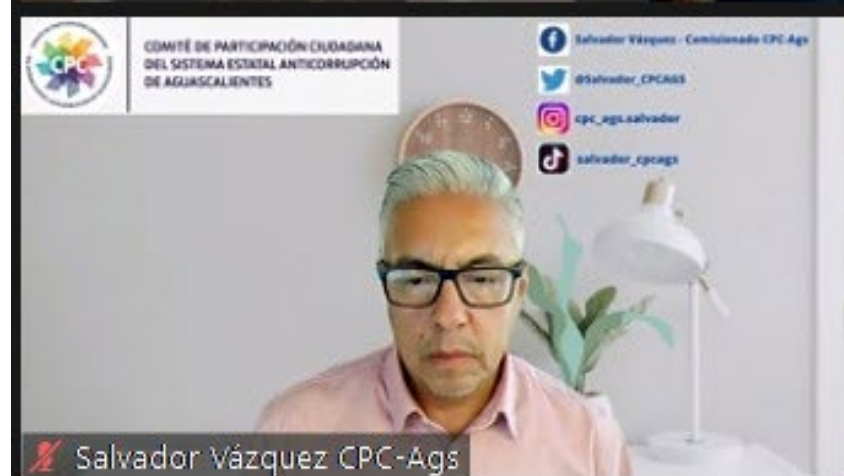 CPC
COMITÉ DE PARTICIPACIÓN CIUDADANA
DEL SISTEMA ESTATAL ANTICORRUPCIÓN
DE AGUASCALIENTES
Salvador Vázquez - Comisionado CPC-Ags
@Salvador_CPCAGS
cpc_ags.salvador
salvador_cpcags
Salvador Vázquez CPC-Ags